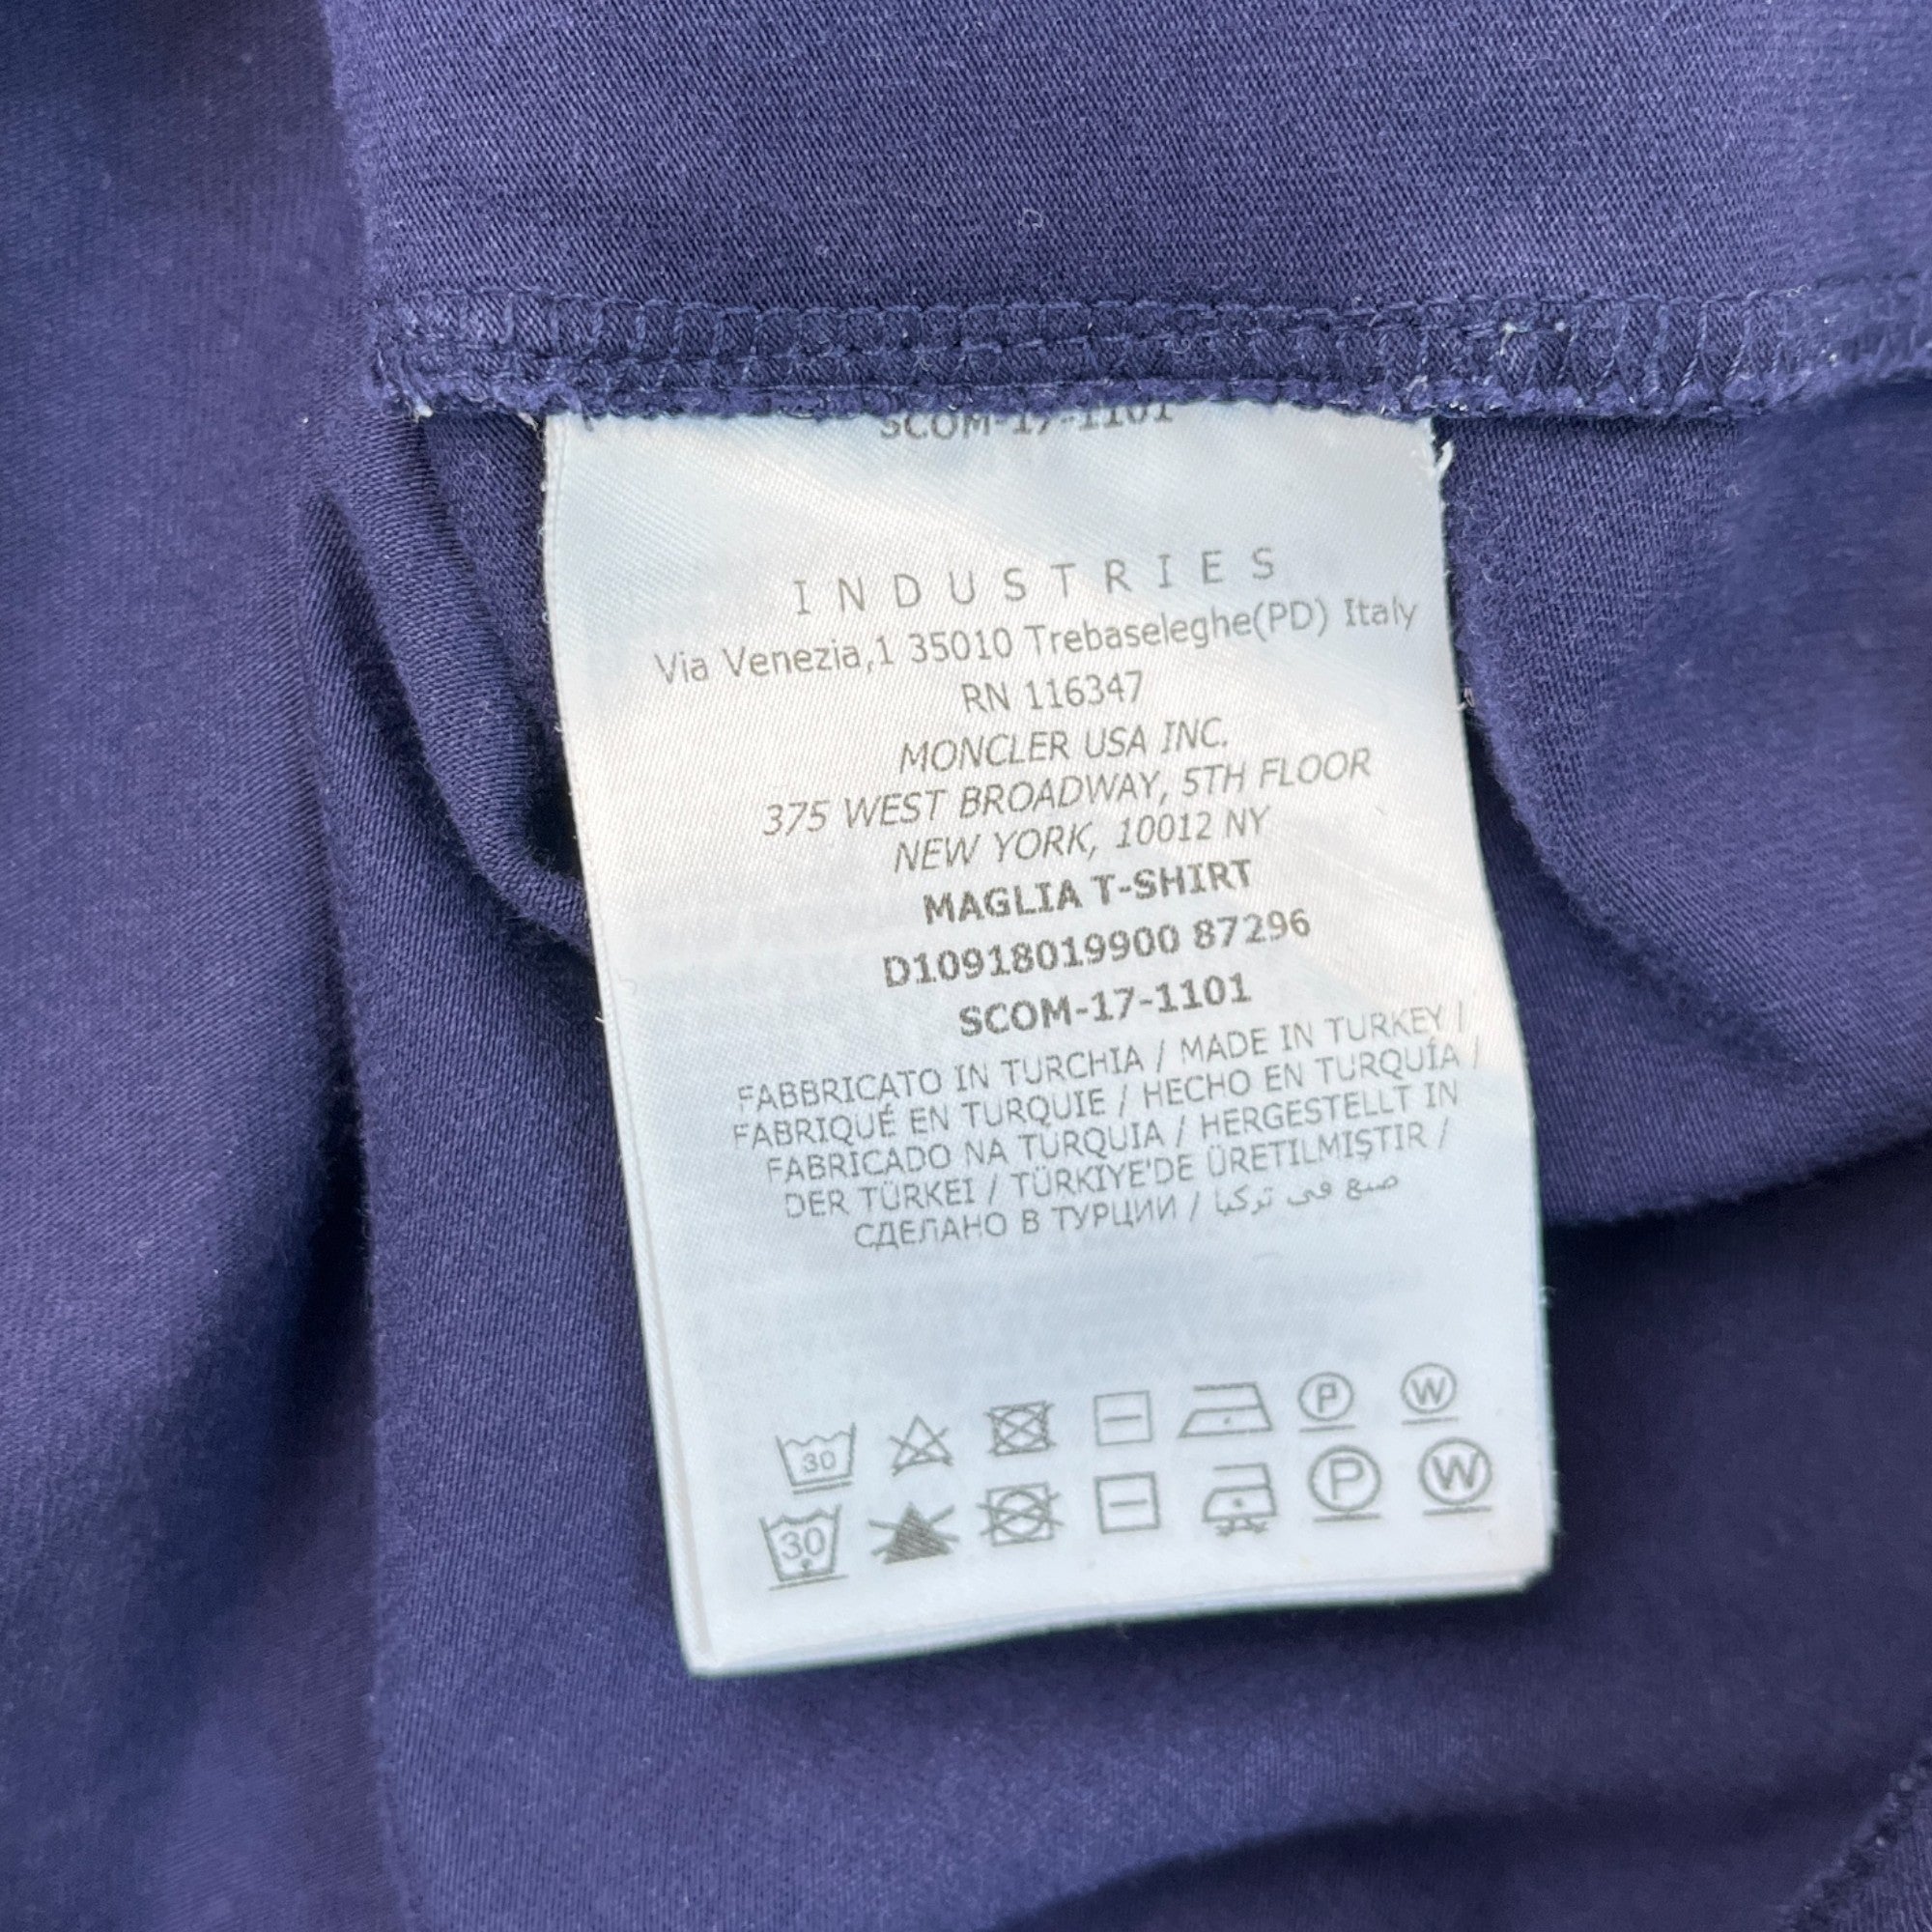 SCOM-17-1101
INDUSTRIES
Via Venezia,1 35010 Trebaseleghe(PD) Italy
RN 116347
MONCLER USA INC.
375 WEST BROADWAY, 5TH FLOOR
NEW YORK, 10012 NY
MAGLIA T-SHIRT
D10918019900 87296
SCOM-17-1101
FABBRICATO IN TURCHIA / MADE IN TURKEY /
FABRIQUÉ EN TURQUIE / HECHO EN TURQUÍA /
FABRICADO NA TURQUIA / HERGESTELLT IN
DER TÜRKEI / TÜRKIYE'DE ÜRETILMIŞTIR /
СДЕЛАНО В ТУРЦИИ / صنع في تركيا
30 P W
30 P W